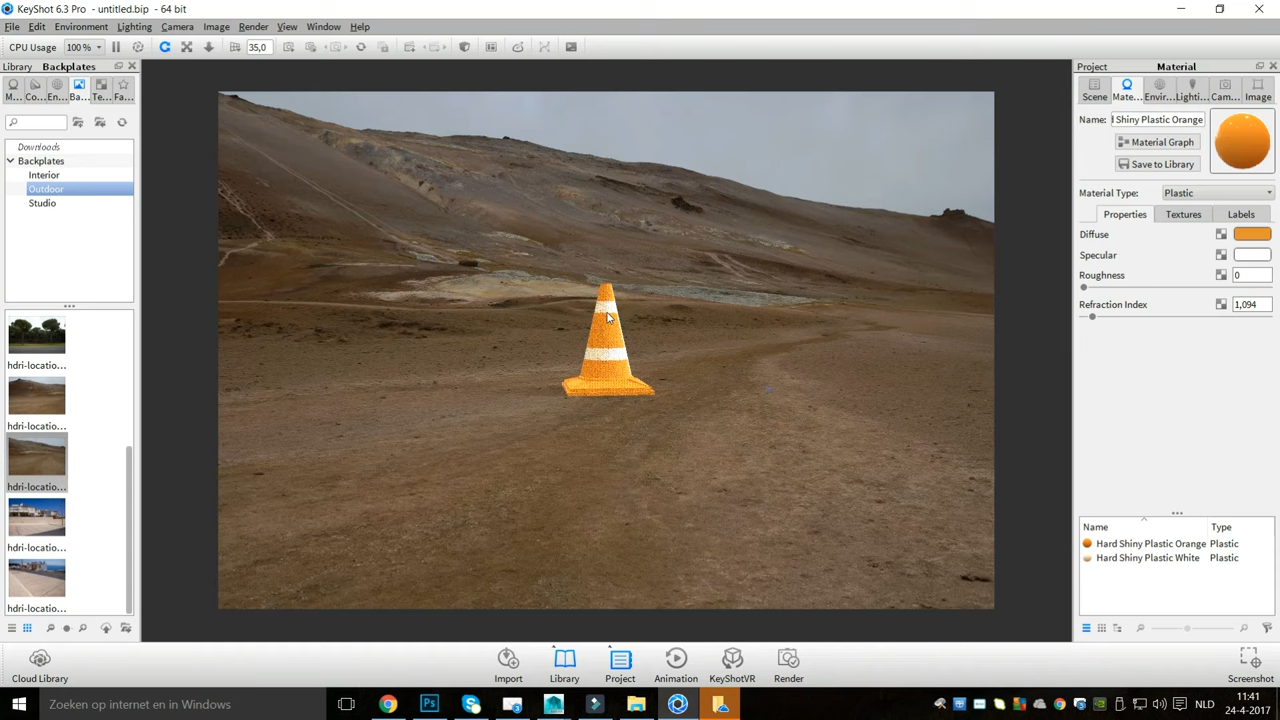 KeyShot 6.3 Pro - untitled.bip - 64 bit
File Edit Environment Lighting Camera Image Render View Window Help
CPU Usage 100 % 35,0
Library Backplates Project Material
M... Co... En... Ba... Te... Fa... Scene Mate... Envir... Lighti... Cam... Image
Name: l Shiny Plastic Orange
Material Graph
Downloads
Backplates
Save to Library
Interior
Outdoor
Material Type: Plastic
Studio
Properties Textures Labels
Diffuse
Specular
Roughness 0
Refraction Index 1,094
hdri-locatio...
hdri-locatio...
hdri-locatio...
hdri-locatio...
hdri-locatio...
Name Type
Hard Shiny Plastic Orange Plastic
Hard Shiny Plastic White Plastic
Cloud Library Import Library Project Animation KeyShotVR Render Screenshot
Zoeken op internet en in Windows
NLD
11:41
24-4-2017